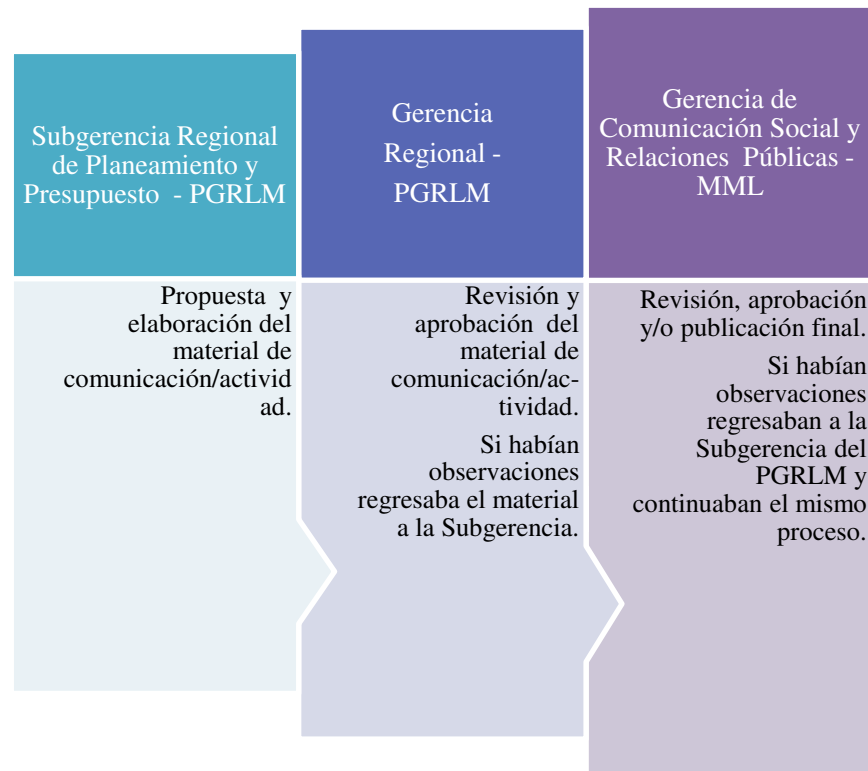 Subgerencia Regional
de Planeamiento y
Presupuesto - PGRLM
Propuesta y
elaboración del
material de
comunicación/activid
ad.
Gerencia
Regional -
PGRLM
Revisión y
aprobación del
material de
comunicación/ac-
tividad.
Si habían
observaciones
regresaba el material
a la Subgerencia.
Gerencia de
Comunicación Social y
Relaciones Públicas -
MML
Revisión, aprobación
y/o publicación final.
Si habían
observaciones
regresaban a la
Subgerencia del
PGRLM y
continuaban el mismo
proceso.